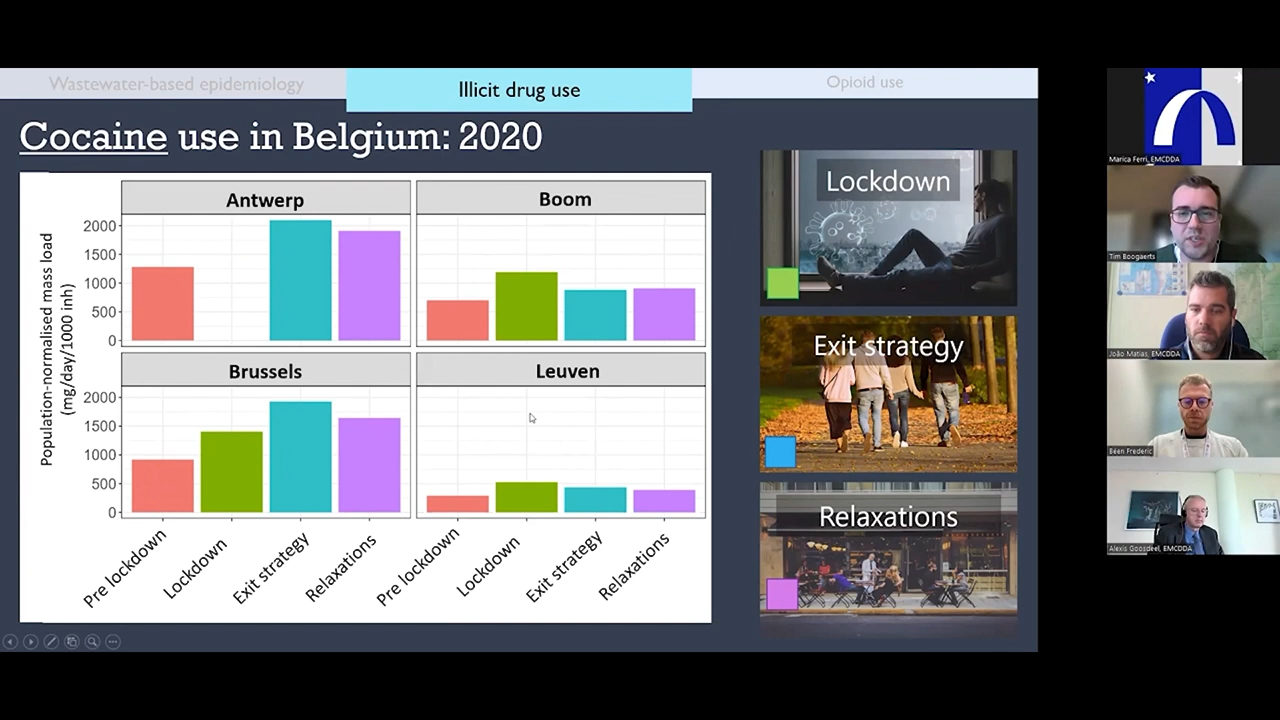 Wastewater-based epidemiology
Illicit drug use
Opioid use
Cocaine use in Belgium: 2020
Population-normalised mass load
(mg/day/1000 inh)
Antwerp
Boom
2000
1500
1000
500
0
Brussels
Leuven
2000
1500
1000
500
0
Pre lockdown
Lockdown
Exit strategy
Relaxations
Pre lockdown
Lockdown
Exit strategy
Relaxations
Lockdown
Exit strategy
Relaxations
Marica Ferri, EMCDDA
Tim Boogaerts
João Matias, EMCDDA
Béen Frederic
Alexis Goosdeel, EMCDDA